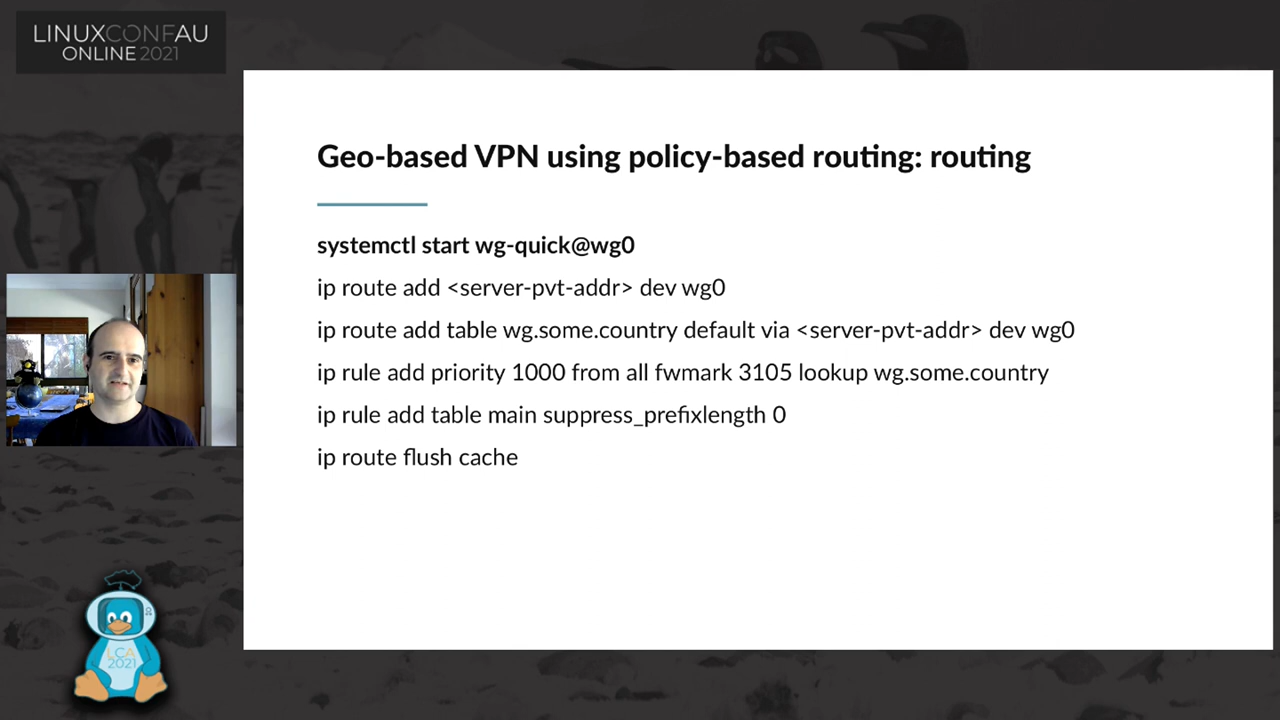 LINUXCONFAU
ONLINE 2021
Geo-based VPN using policy-based routing: routing
systemctl start wg-quick@wg0
ip route add <server-pvt-addr> dev wg0
ip route add table wg.some.country default via <server-pvt-addr> dev wg0
ip rule add priority 1000 from all fwmark 3105 lookup wg.some.country
ip rule add table main suppress_prefixlength 0
ip route flush cache
LCA
2021